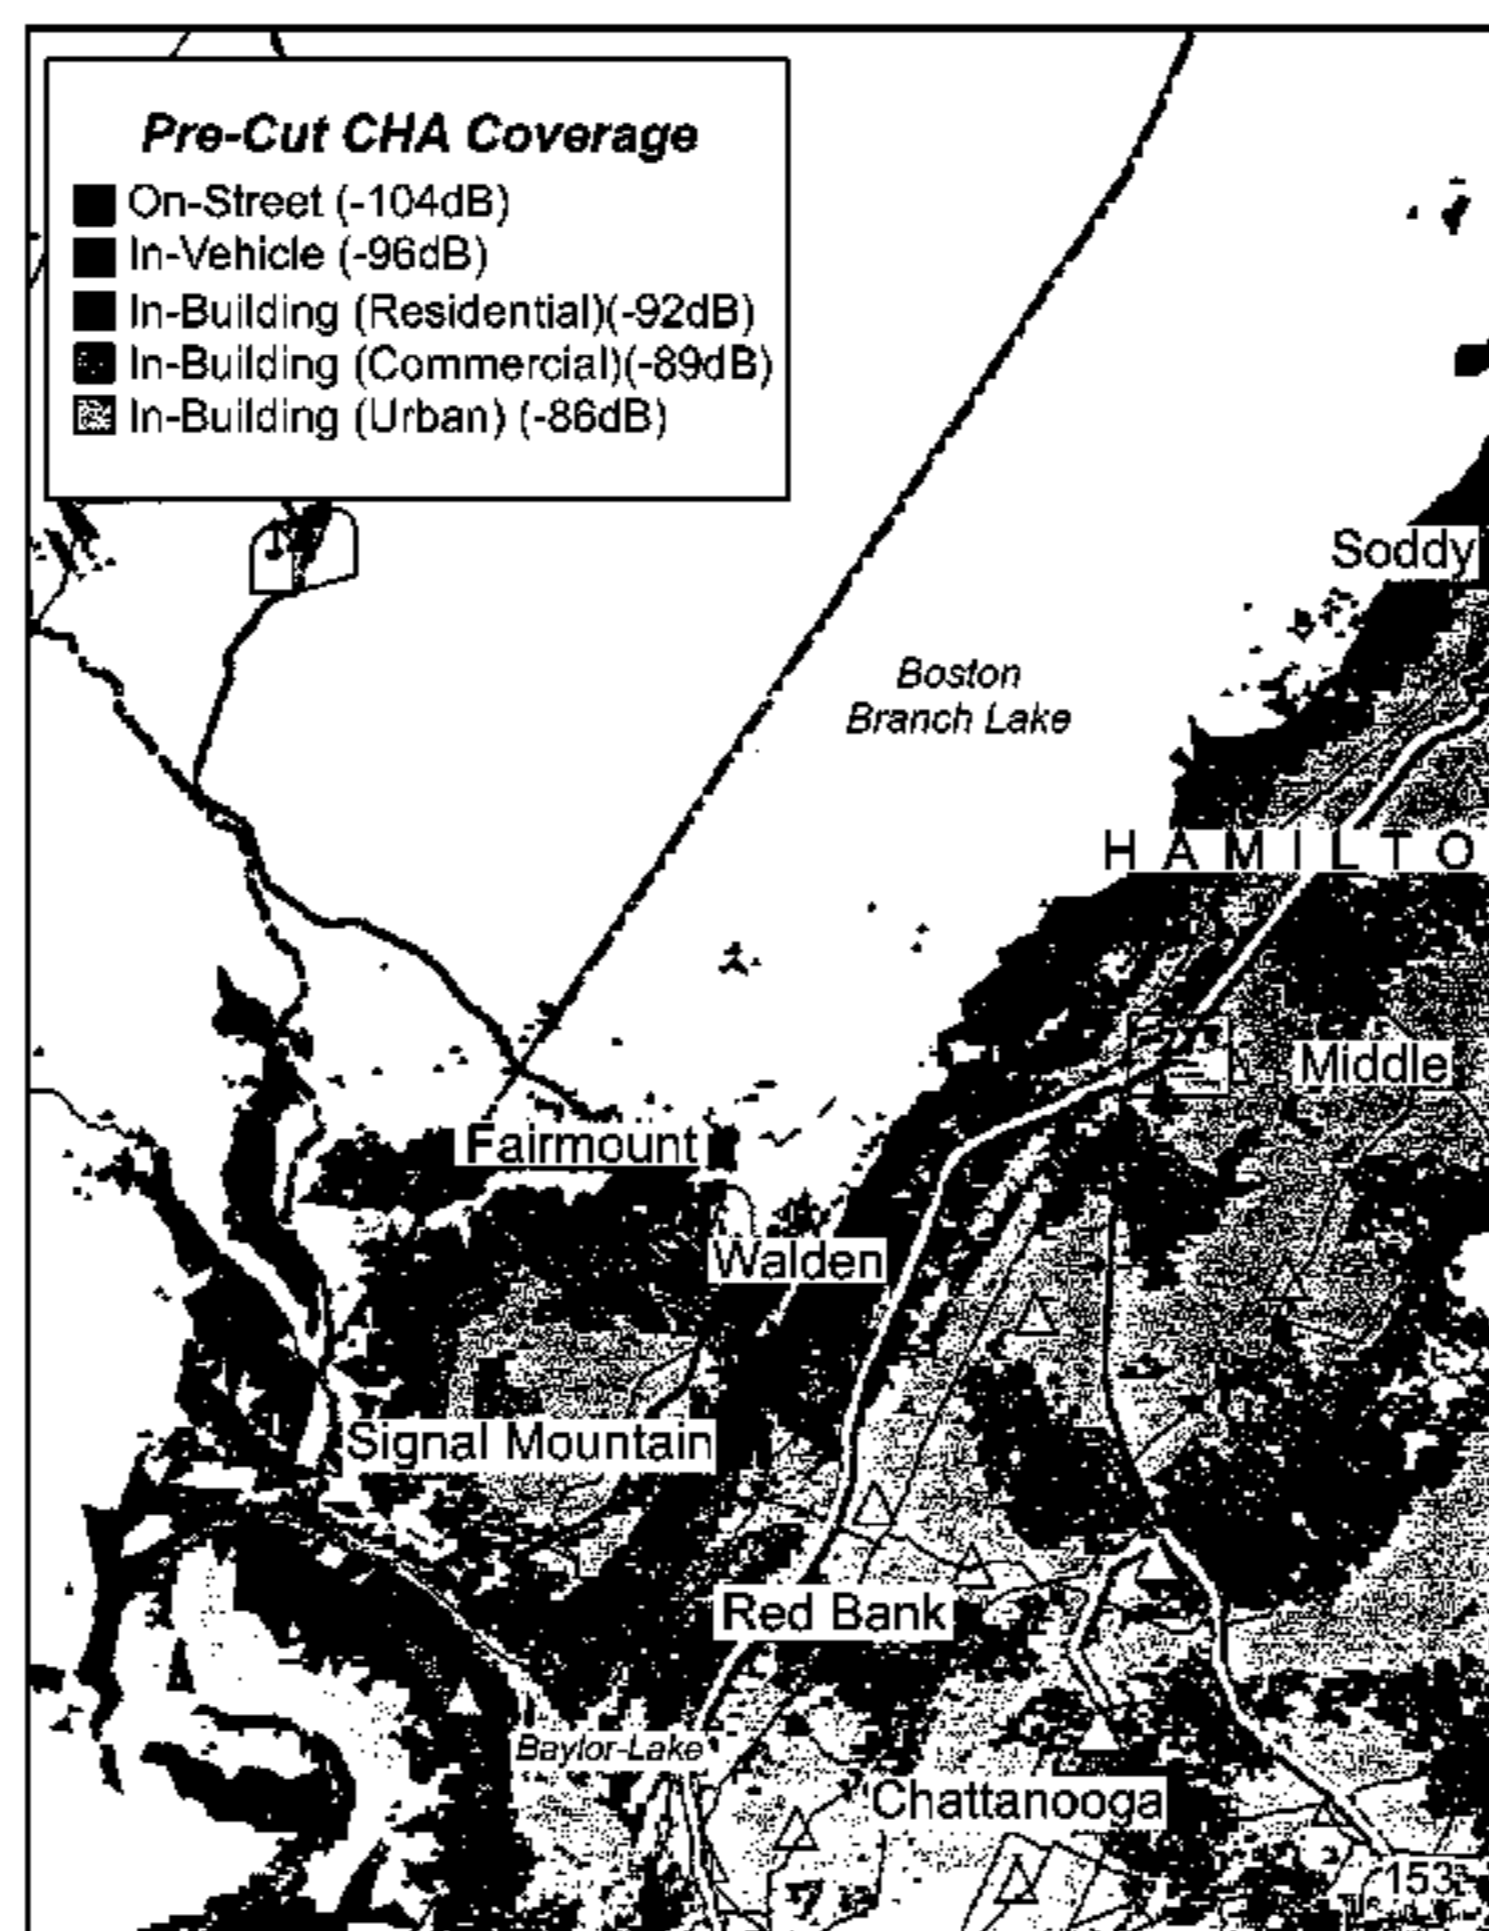 Pre-Cut CHA Coverage
On-Street (-104dB)
In-Vehicle (-96dB)
In-Building (Residential)(-92dB)
In-Building (Commercial)(-89dB)
In-Building (Urban) (-86dB)
Soddy
Boston
Branch Lake
HAMILTO
Middle
Fairmount
Walden
Signal Mountain
Red Bank
Baylor-Lake
Chattanooga
153